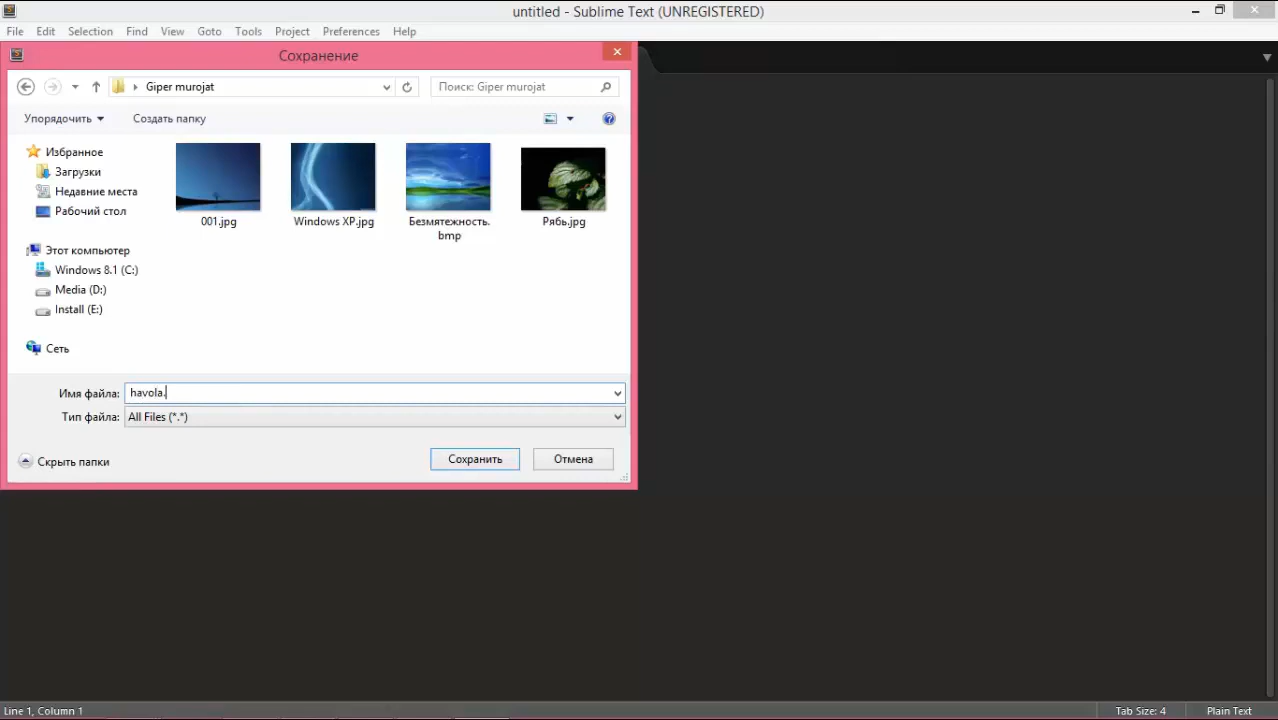 untitled - Sublime Text (UNREGISTERED)
File Edit Selection Find View Goto Tools Project Preferences Help
Сохранение
Giper murojat
Поиск: Giper murojat
Упорядочить Создать папку
Избранное
Загрузки
Недавние места
Рабочий стол
Этот компьютер
Windows 8.1 (C:)
Media (D:)
Install (E:)
Сеть
001.jpg
Windows XP.jpg
Безмятежность.
bmp
Рябь.jpg
Имя файла: havola.
Тип файла: All Files (*.*)
Скрыть папки
Сохранить
Отмена
Line 1, Column 1
Tab Size: 4
Plain Text